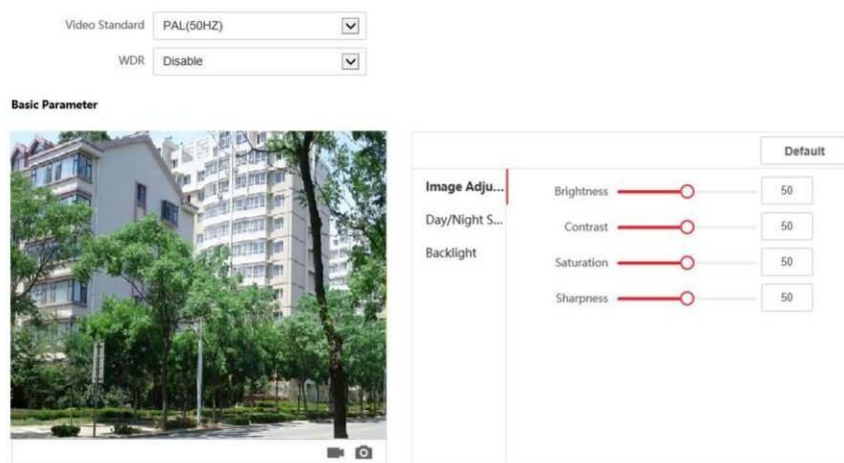 Video Standard PAL(50HZ)
WDR Disable
Basic Parameter
Default
Image Adju...
Day/Night S...
Backlight
Brightness 50
Contrast 50
Saturation 50
Sharpness 50